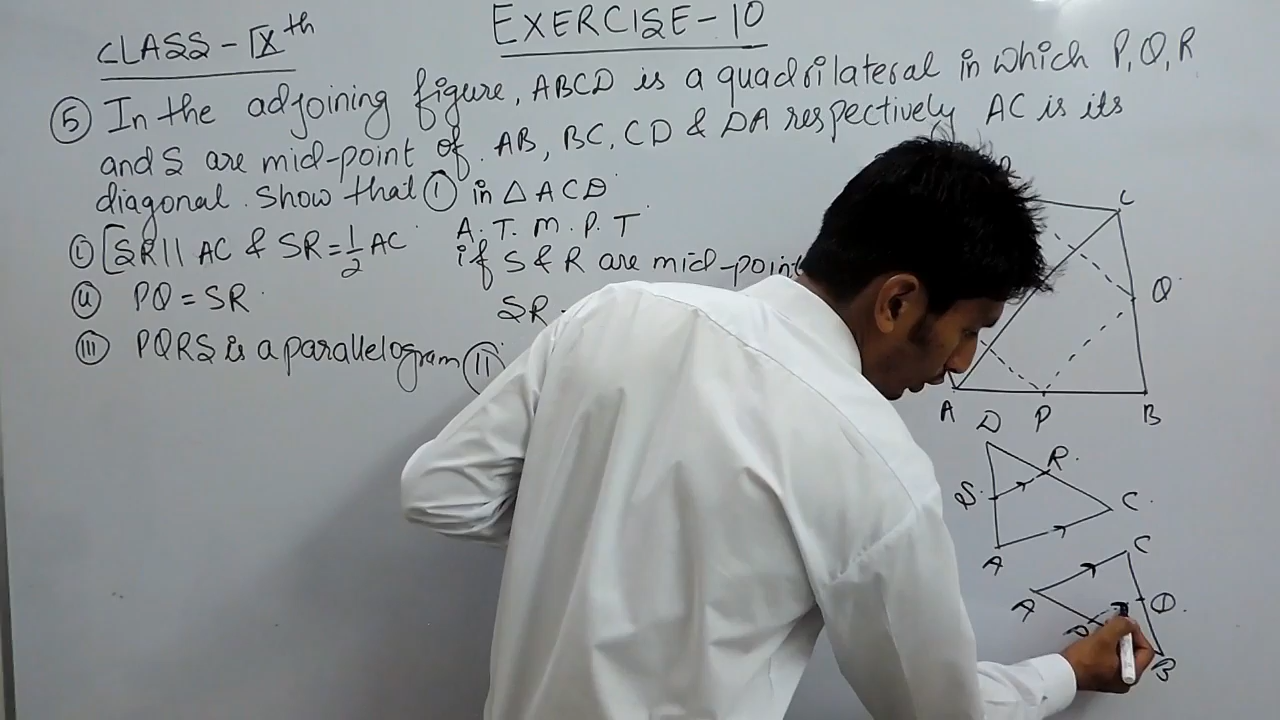 CLASS - IXth
EXERCISE - 10
⑤ In the adjoining figure, ABCD is a quadrilateral in which P, Q, R
and S are mid-point of AB, BC, CD & DA respectively AC is its
diagonal. Show that ① in △ ACD
A. T. M. P. T
ⓘ SR || AC & SR = 1/2 AC
if S & R are mid-point
SR
ⓘⓘ PQ = SR
ⓘⓘⓘ PQRS is a parallelogram
II
C
Q
A
P
B
D
R
S
C
A
C
A
Q
P
B